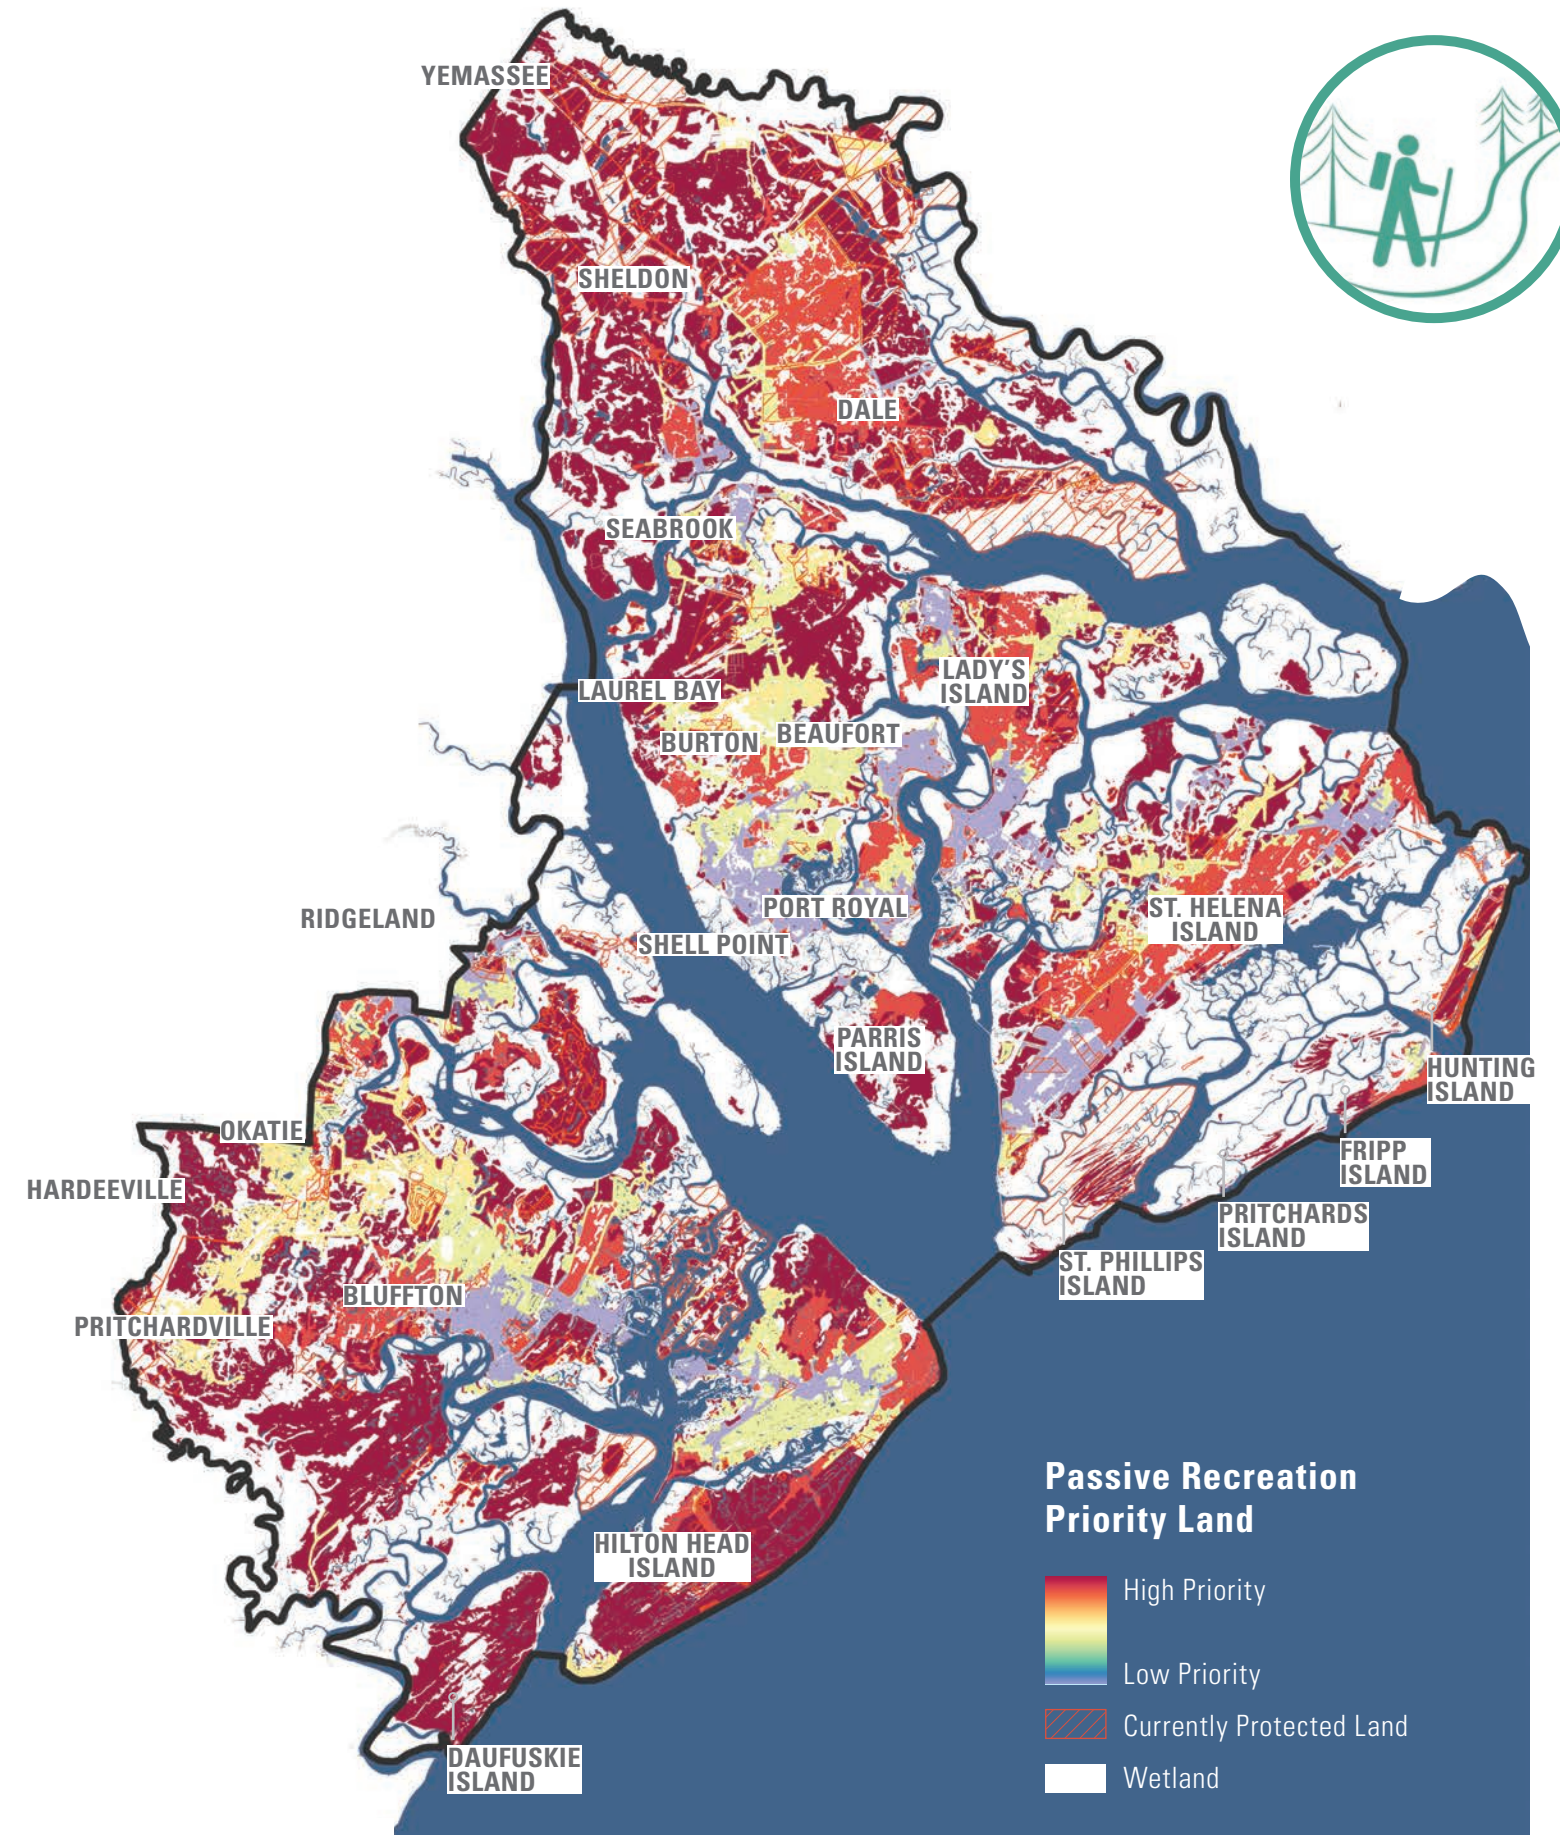 YEMASSEE
SHELDON
DALE
SEABROOK
LADY'S
ISLAND
LAUREL BAY
BURTON
BEAUFORT
PORT ROYAL
ST. HELENA
ISLAND
RIDGELAND
SHELL POINT
PARRIS
ISLAND
HUNTING
ISLAND
OKATIE
FRIPP
ISLAND
HARDEEVILLE
PRITCHARDS
ISLAND
ST. PHILLIPS
ISLAND
BLUFFTON
PRITCHARDVILLE
HILTON HEAD
ISLAND
DAUFUSKIE
ISLAND
Passive Recreation
Priority Land
High Priority
Low Priority
Currently Protected Land
Wetland